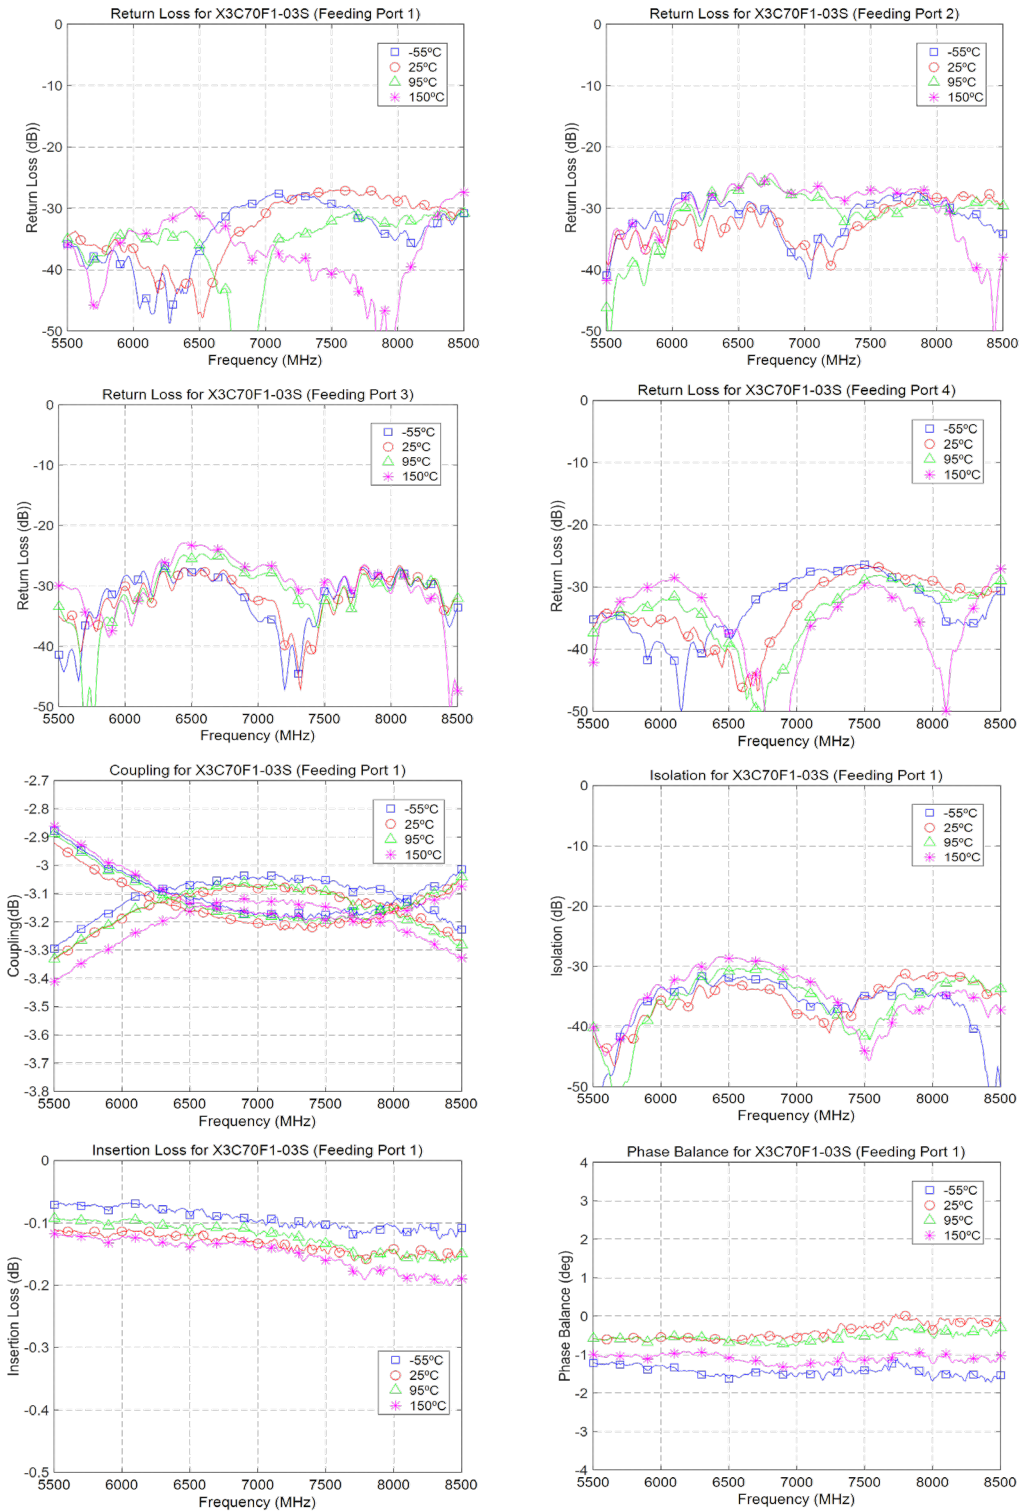 Return Loss for X3C70F1-03S (Feeding Port 1)
0
-10
-20
-30
-40
-50
Return Loss (dB))
-55ºC
25ºC
95ºC
150ºC
5500 6000 6500 7000 7500 8000 8500
Frequency (MHz)
Return Loss for X3C70F1-03S (Feeding Port 2)
0
-10
-20
-30
-40
-50
Return Loss (dB))
-55ºC
25ºC
95ºC
150ºC
5500 6000 6500 7000 7500 8000 8500
Frequency (MHz)
Return Loss for X3C70F1-03S (Feeding Port 3)
0
-10
-20
-30
-40
-50
Return Loss (dB))
-55ºC
25ºC
95ºC
150ºC
5500 6000 6500 7000 7500 8000 8500
Frequency (MHz)
Return Loss for X3C70F1-03S (Feeding Port 4)
0
-10
-20
-30
-40
-50
Return Loss (dB))
-55ºC
25ºC
95ºC
150ºC
5500 6000 6500 7000 7500 8000 8500
Frequency (MHz)
Coupling for X3C70F1-03S (Feeding Port 1)
-2.7
-2.8
-2.9
-3
-3.1
-3.2
-3.3
-3.4
-3.5
-3.6
-3.7
-3.8
Coupling(dB)
-55ºC
25ºC
95ºC
150ºC
5500 6000 6500 7000 7500 8000 8500
Frequency (MHz)
Isolation for X3C70F1-03S (Feeding Port 1)
0
-10
-20
-30
-40
-50
Isolation (dB)
-55ºC
25ºC
95ºC
150ºC
5500 6000 6500 7000 7500 8000 8500
Frequency (MHz)
Insertion Loss for X3C70F1-03S (Feeding Port 1)
0
-0.1
-0.2
-0.3
-0.4
-0.5
Insertion Loss (dB)
-55ºC
25ºC
95ºC
150ºC
5500 6000 6500 7000 7500 8000 8500
Frequency (MHz)
Phase Balance for X3C70F1-03S (Feeding Port 1)
4
3
2
1
0
-1
-2
-3
-4
Phase Balance (deg)
-55ºC
25ºC
95ºC
150ºC
5500 6000 6500 7000 7500 8000 8500
Frequency (MHz)